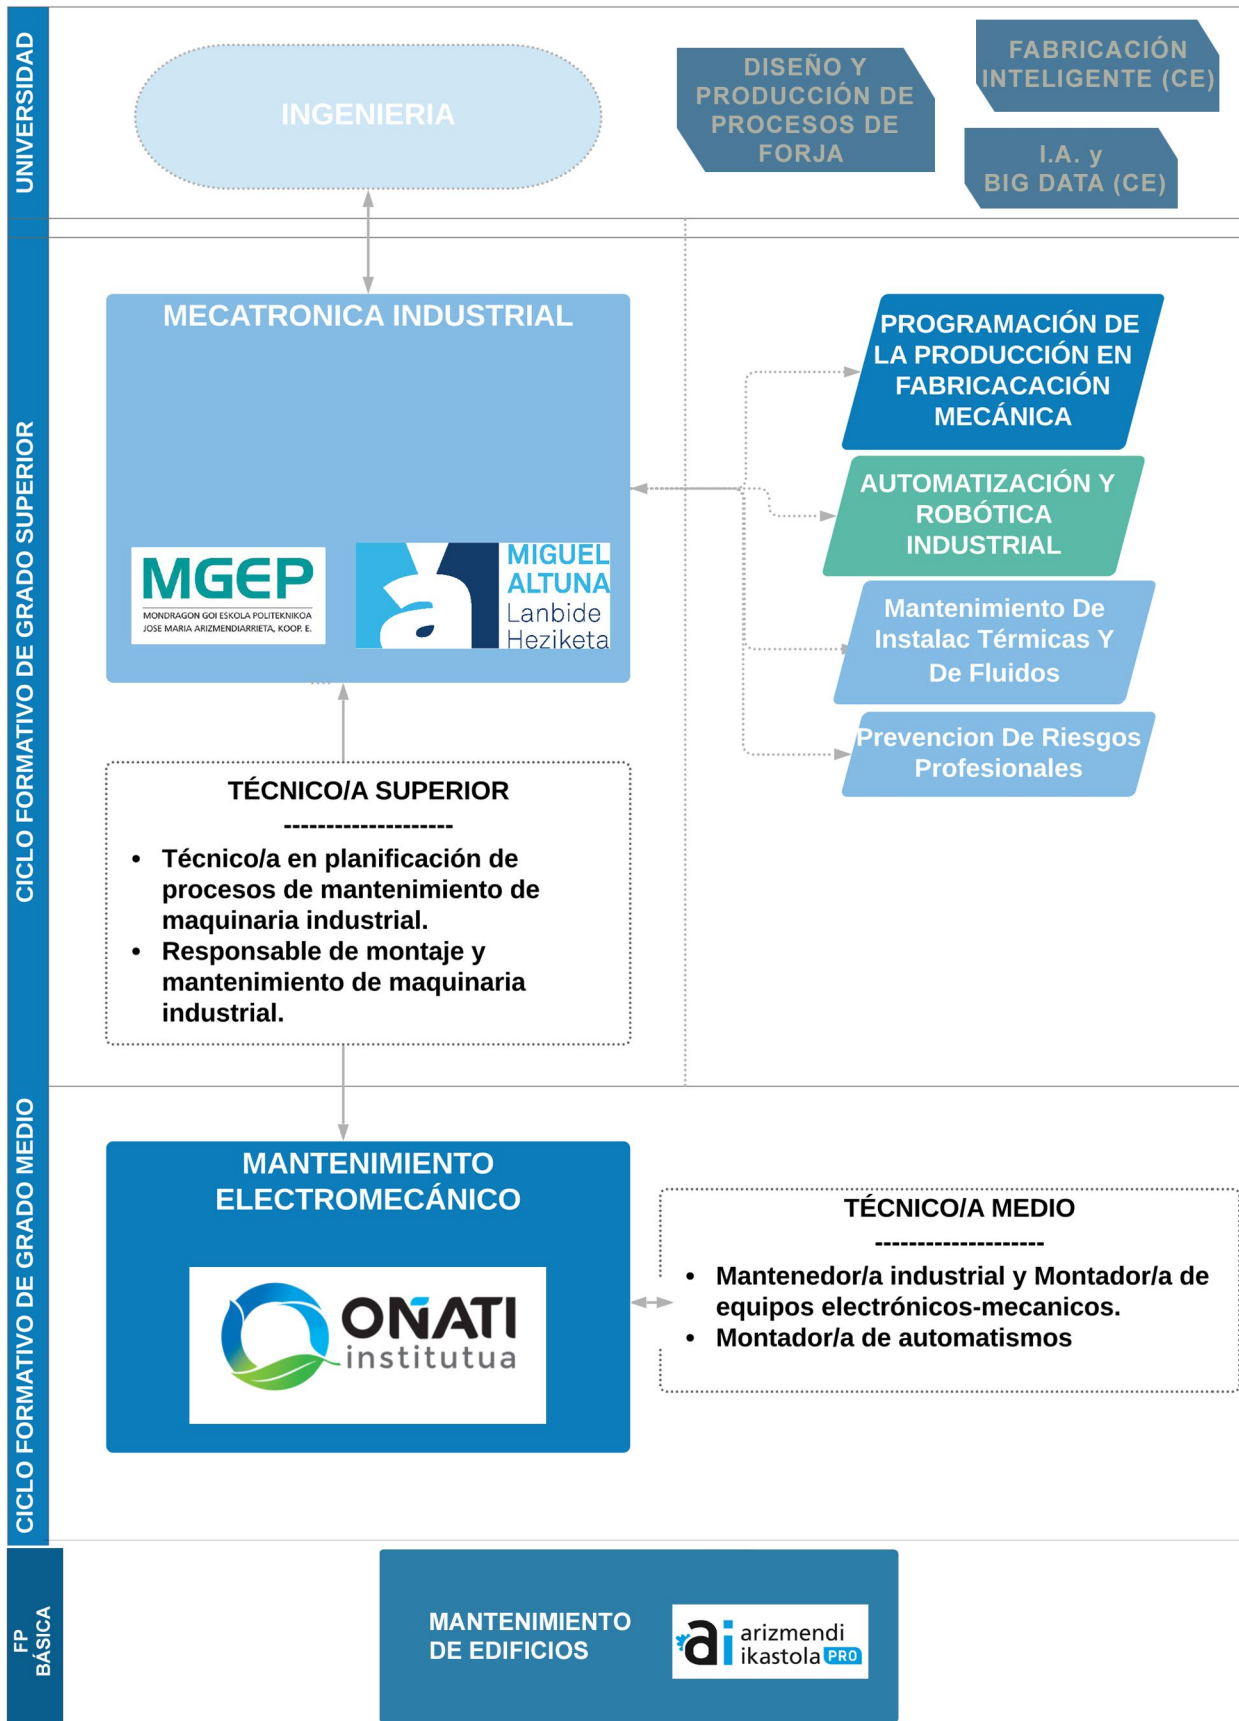 UNIVERSIDAD
INGENIERIA
DISEÑO Y
PRODUCCIÓN DE
PROCESOS DE
FORJA
FABRICACIÓN
INTELIGENTE (CE)
I.A. y
BIG DATA (CE)
CICLO FORMATIVO DE GRADO SUPERIOR
MECATRONICA INDUSTRIAL
MGEP
MONDRAGON GOI ESKOLA POLITEKNIKOA
JOSE MARIA ARIZMENDIARRIETA, KOOP. E.
MIGUEL
ALTUNA
Lanbide
Heziketa
PROGRAMACIÓN DE
LA PRODUCCIÓN EN
FABRICACACIÓN
MECÁNICA
AUTOMATIZACIÓN Y
ROBÓTICA
INDUSTRIAL
Mantenimiento De
Instalac Térmicas Y
De Fluidos
Prevencion De Riesgos
Profesionales
TÉCNICO/A SUPERIOR
--------------------
• Técnico/a en planificación de
procesos de mantenimiento de
maquinaria industrial.
• Responsable de montaje y
mantenimiento de maquinaria
industrial.
CICLO FORMATIVO DE GRADO MEDIO
MANTENIMIENTO
ELECTROMECÁNICO
OÑATI
institutua
TÉCNICO/A MEDIO
--------------------
• Mantenedor/a industrial y Montador/a de
equipos electrónicos-mecanicos.
• Montador/a de automatismos
FP
BÁSICA
MANTENIMIENTO
DE EDIFICIOS
ai
arizmendi
ikastola PRO